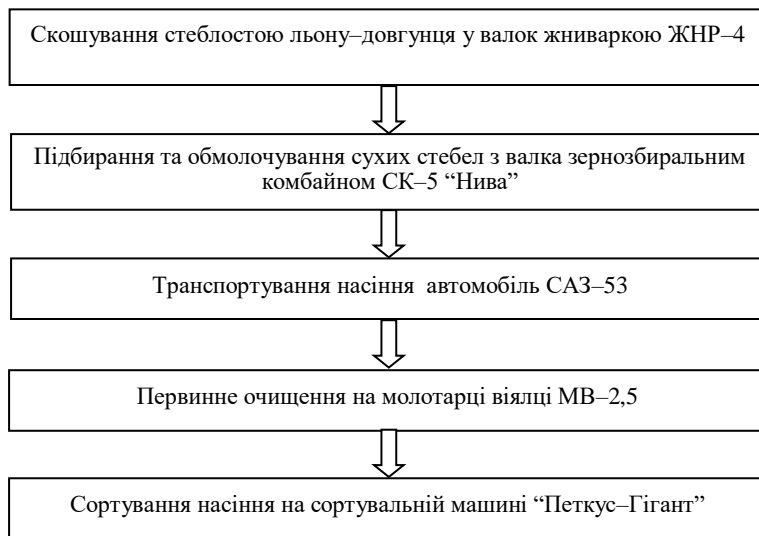 Скошування стеблостою льону–довгунця у валок жниваркою ЖНР–4
Підбирання та обмолочування сухих стебел з валка зернозбиральним
комбайном СК–5 “Нива”
Транспортування насіння автомобіль САЗ–53
Первинне очищення на молотарці віялці МВ–2,5
Сортування насіння на сортувальній машині “Петкус–Гігант”